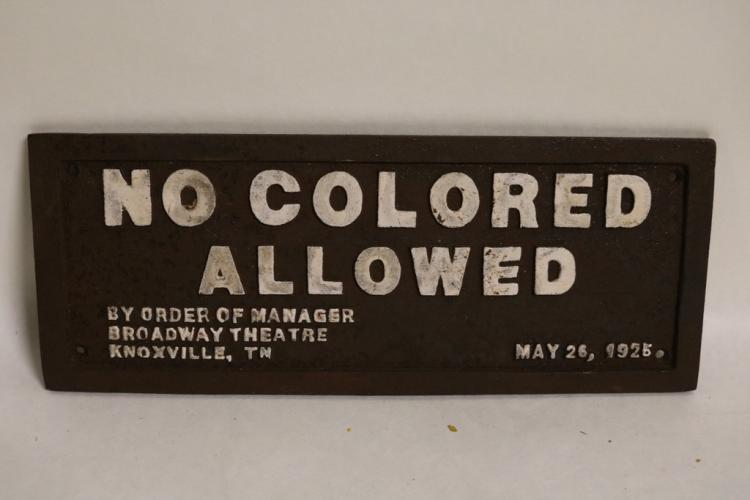 NO COLORED
ALLOWED
BY ORDER OF MANAGER
BROADWAY THEATRE
KNOXVILLE, TN
MAY 26, 1925.